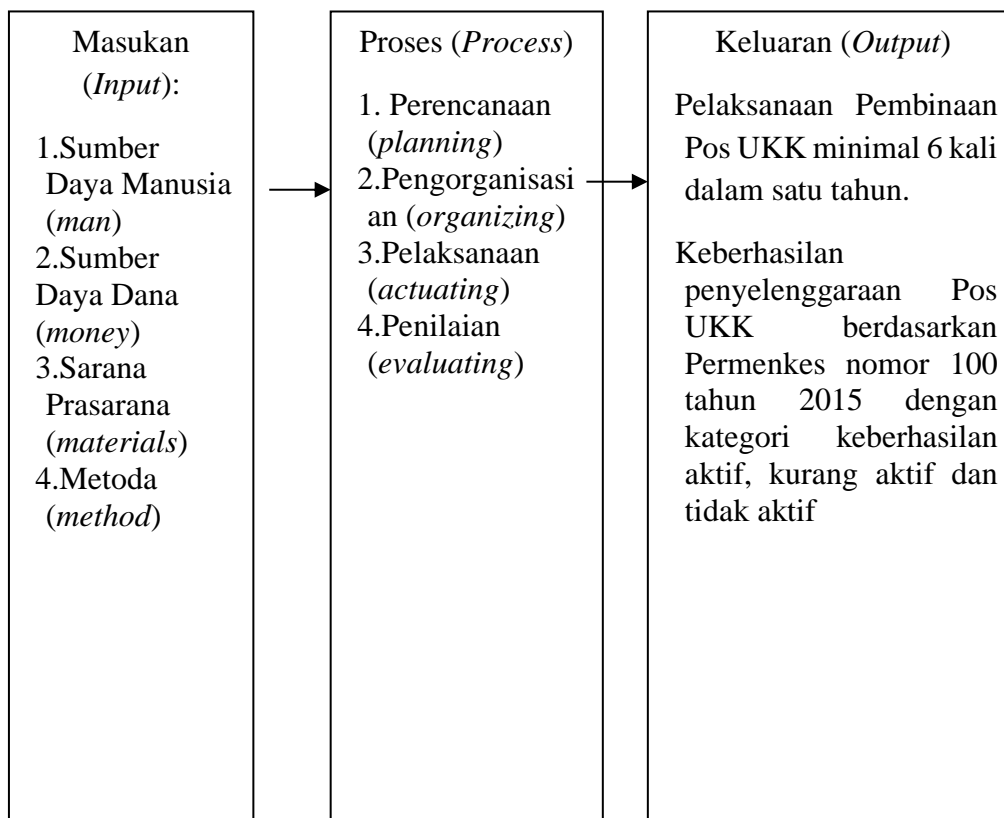 Masukan
(Input):
1.Sumber
Daya Manusia
(man)
2.Sumber
Daya Dana
(money)
3.Sarana
Prasarana
(materials)
4.Metoda
(method)
Proses (Process)
1. Perencanaan
(planning)
2.Pengorganisasi
an (organizing)
3.Pelaksanaan
(actuating)
4.Penilaian
(evaluating)
Keluaran (Output)
Pelaksanaan Pembinaan
Pos UKK minimal 6 kali
dalam satu tahun.
Keberhasilan
penyelenggaraan Pos
UKK berdasarkan
Permenkes nomor 100
tahun 2015 dengan
kategori keberhasilan
aktif, kurang aktif dan
tidak aktif